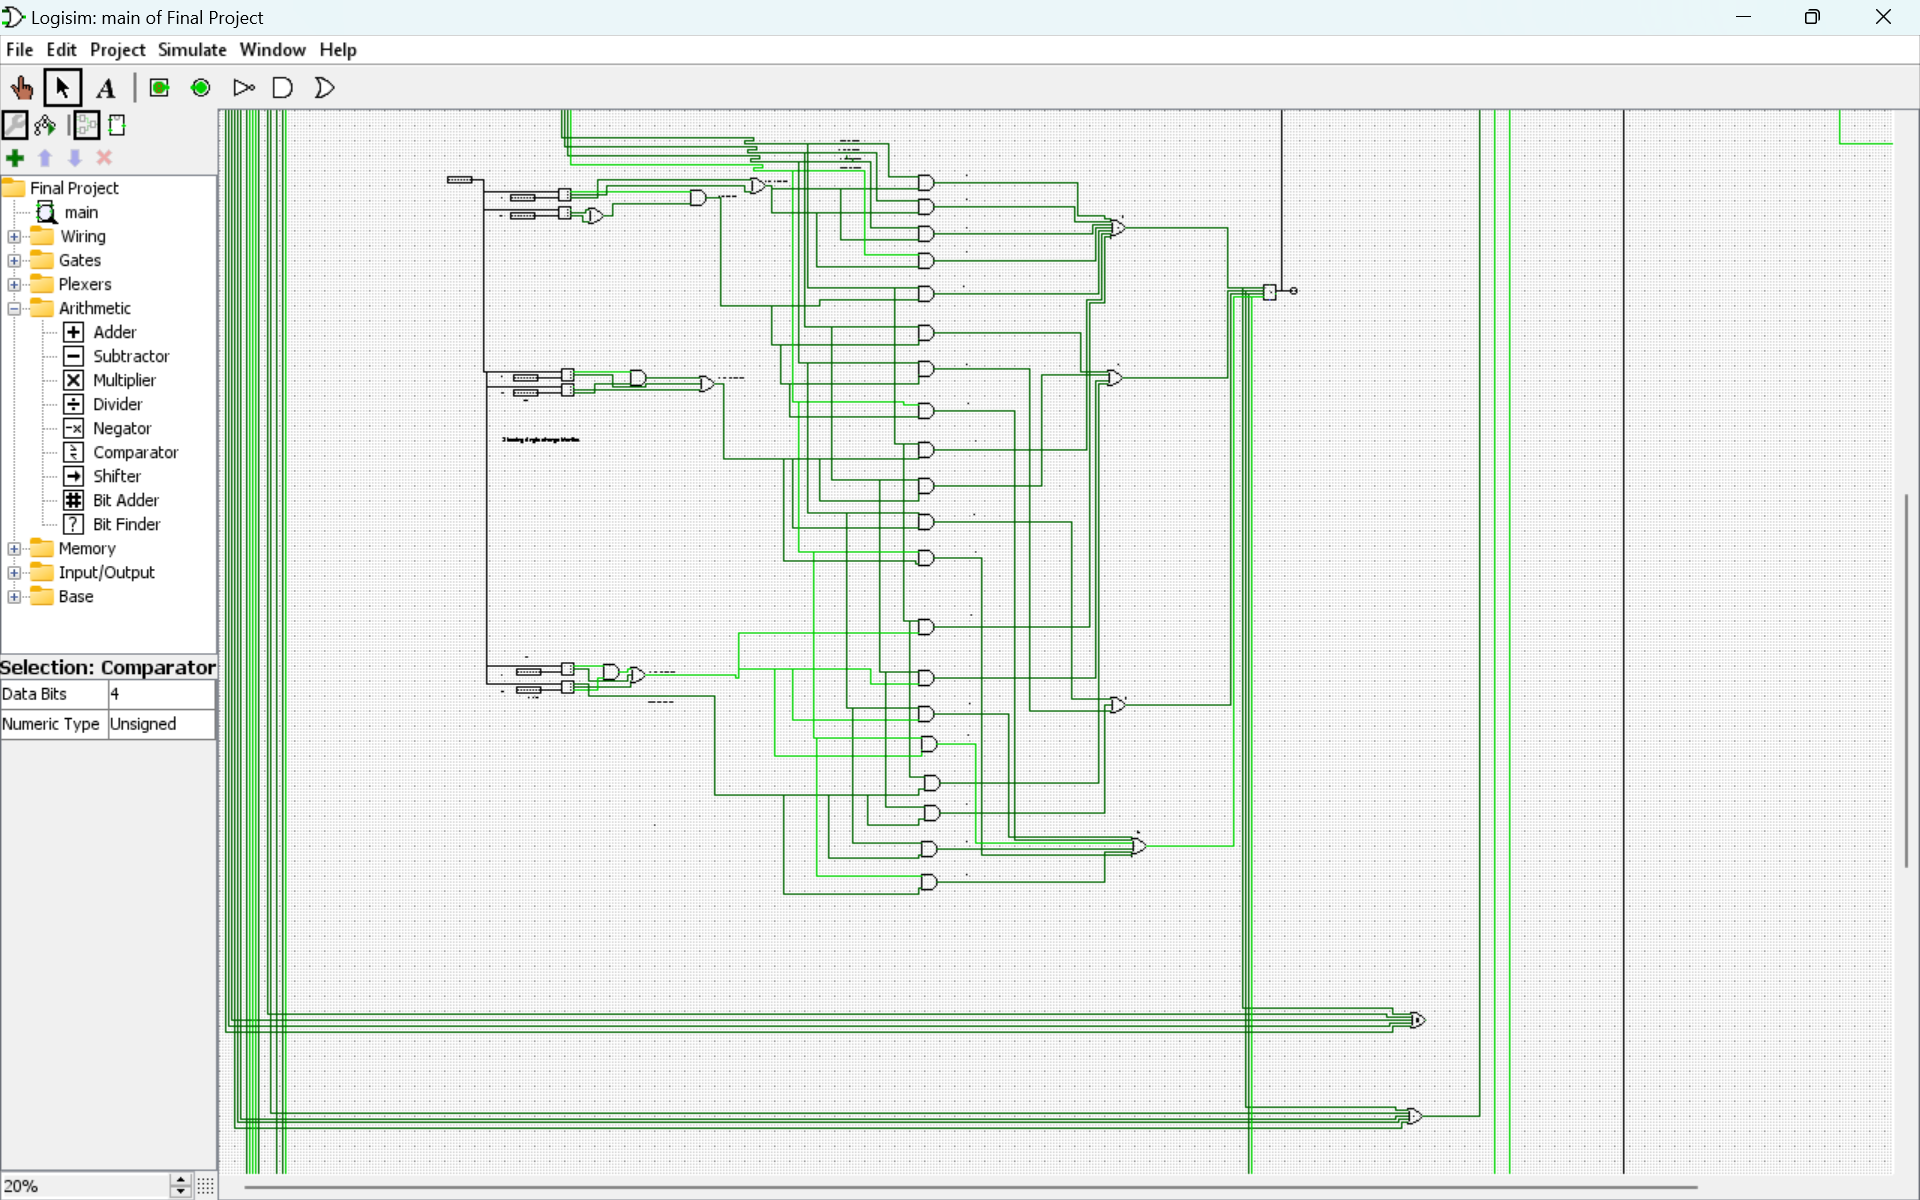 Logisim: main of Final Project
File Edit Project Simulate Window Help
A
Final Project
main
Wiring
Gates
Plexers
Arithmetic
Adder
Subtractor
Multiplier
Divider
Negator
Comparator
Shifter
Bit Adder
Bit Finder
Memory
Input/Output
Base
Selection: Comparator
Data Bits 4
Numeric Type Unsigned
20%